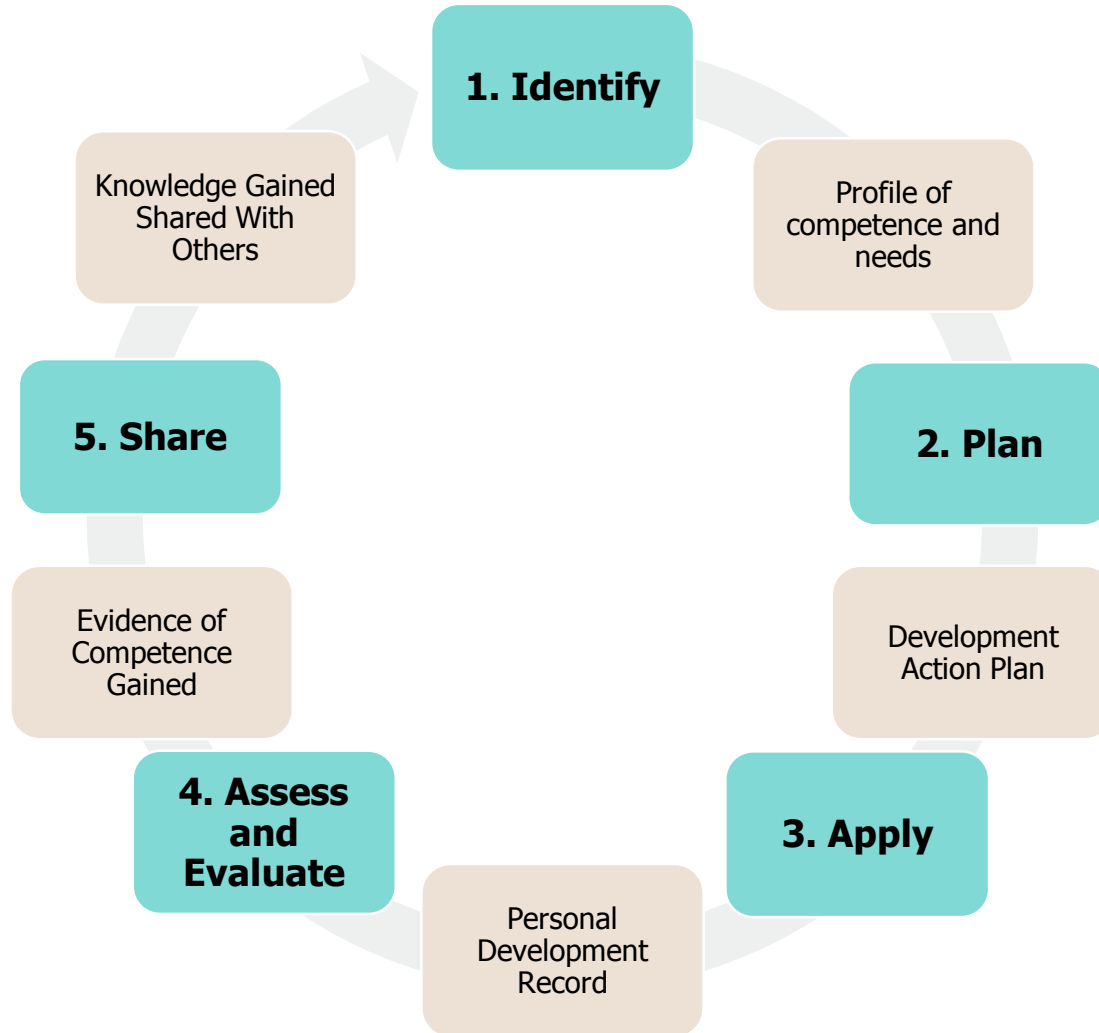 1. Identify
Profile of
competence and
needs
2. Plan
Development
Action Plan
3. Apply
Personal
Development
Record
4. Assess
and
Evaluate
Evidence of
Competence
Gained
5. Share
Knowledge Gained
Shared With
Others